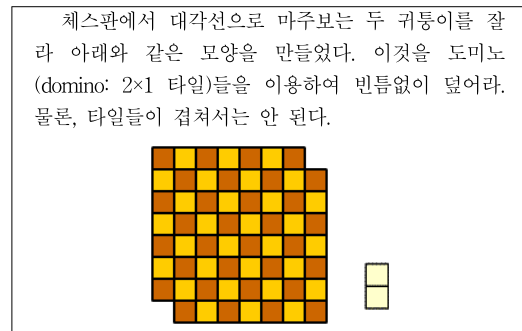 체스판에서 대각선으로 마주보는 두 귀퉁이를 잘
라 아래와 같은 모양을 만들었다. 이것을 도미노
(domino: 2×1 타일)들을 이용하여 빈틈없이 덮어라.
물론, 타일들이 겹쳐서는 안 된다.